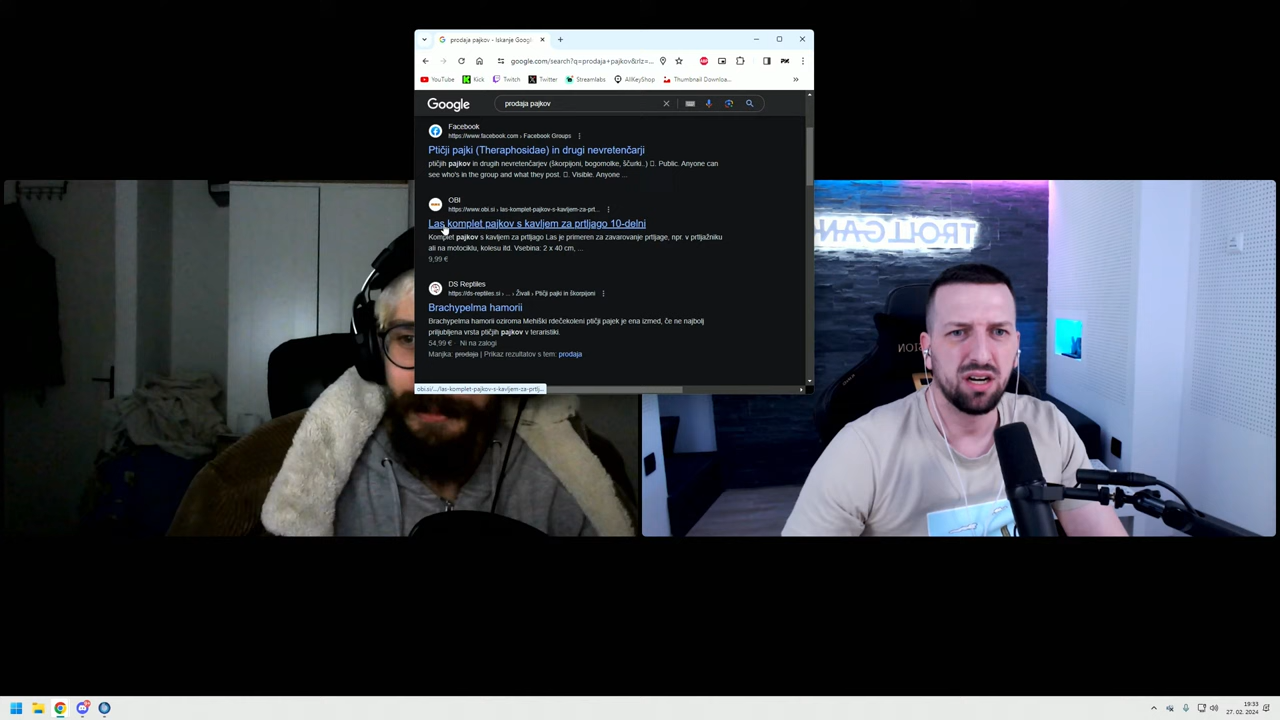 prodaja pajkov - Iskanje Googl
google.com/search?q=prodaja+pajkov&rlz=...
YouTube
Kick
Twitch
Twitter
Streamlabs
AllKeyShop
Thumbnail Downloa...
»
Google
prodaja pajkov
Facebook
https://www.facebook.com › Facebook Groups
Ptičji pajki (Theraphosidae) in drugi nevretenčarji
ptičjih pajkov in drugih nevretenčarjev (škorpijoni, bogomolke, ščurki..) 🏻. Public. Anyone can
see who's in the group and what they post. 🏻. Visible. Anyone ...
OBI
https://www.obi.si › las-komplet-pajkov-s-kavljem-za-prt...
Las komplet pajkov s kavljem za prtljago 10-delni
Komplet pajkov s kavljem za prtljago Las je primeren za zavarovanje prtljage, npr. v prtljažniku
ali na motociklu, kolesu itd. Vsebina: 2 x 40 cm, ...
9,99 €
DS Reptiles
https://ds-reptiles.si › ... › Živali › Ptičji pajki in škorpijoni
Brachypelma hamorii
Brachypelma hamorii oziroma Mehiški rdečekoleni ptičji pajek je ena izmed, če ne najbolj
priljubljena vrsta ptičjih pajkov v teraristiki.
54,99 € · Ni na zalogi
Manjka: prodaja | Prikaz rezultatov s tem: prodaja
obi.si/.../las-komplet-pajkov-s-kavljem-za-prtlj...
TROLLGAN
19:33
27. 02. 2024